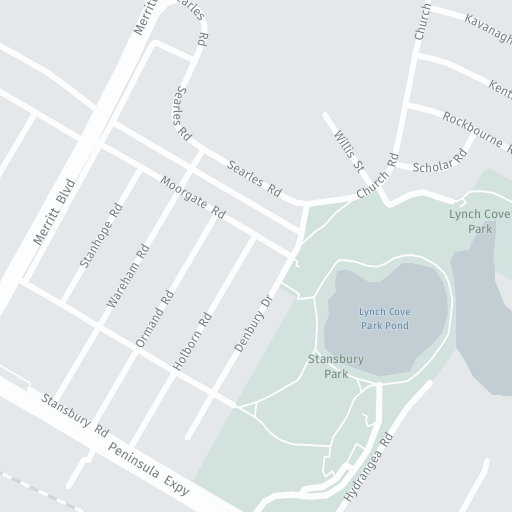 Merritt
Searles
Rd
Church
Kavanagh
Kent
Rockbourne R
Scholar Rd
Willis St
Church Rd
Searles Rd
Searles Rd
Moorgate Rd
Merritt Blvd
Stanhope Rd
Wareham Rd
Ormand Rd
Holborn Rd
Denbury Dr
Lynch Cove
Park
Lynch Cove
Park Pond
Stansbury
Park
Stansbury Rd
Peninsula Expy
Hydrangea Rd